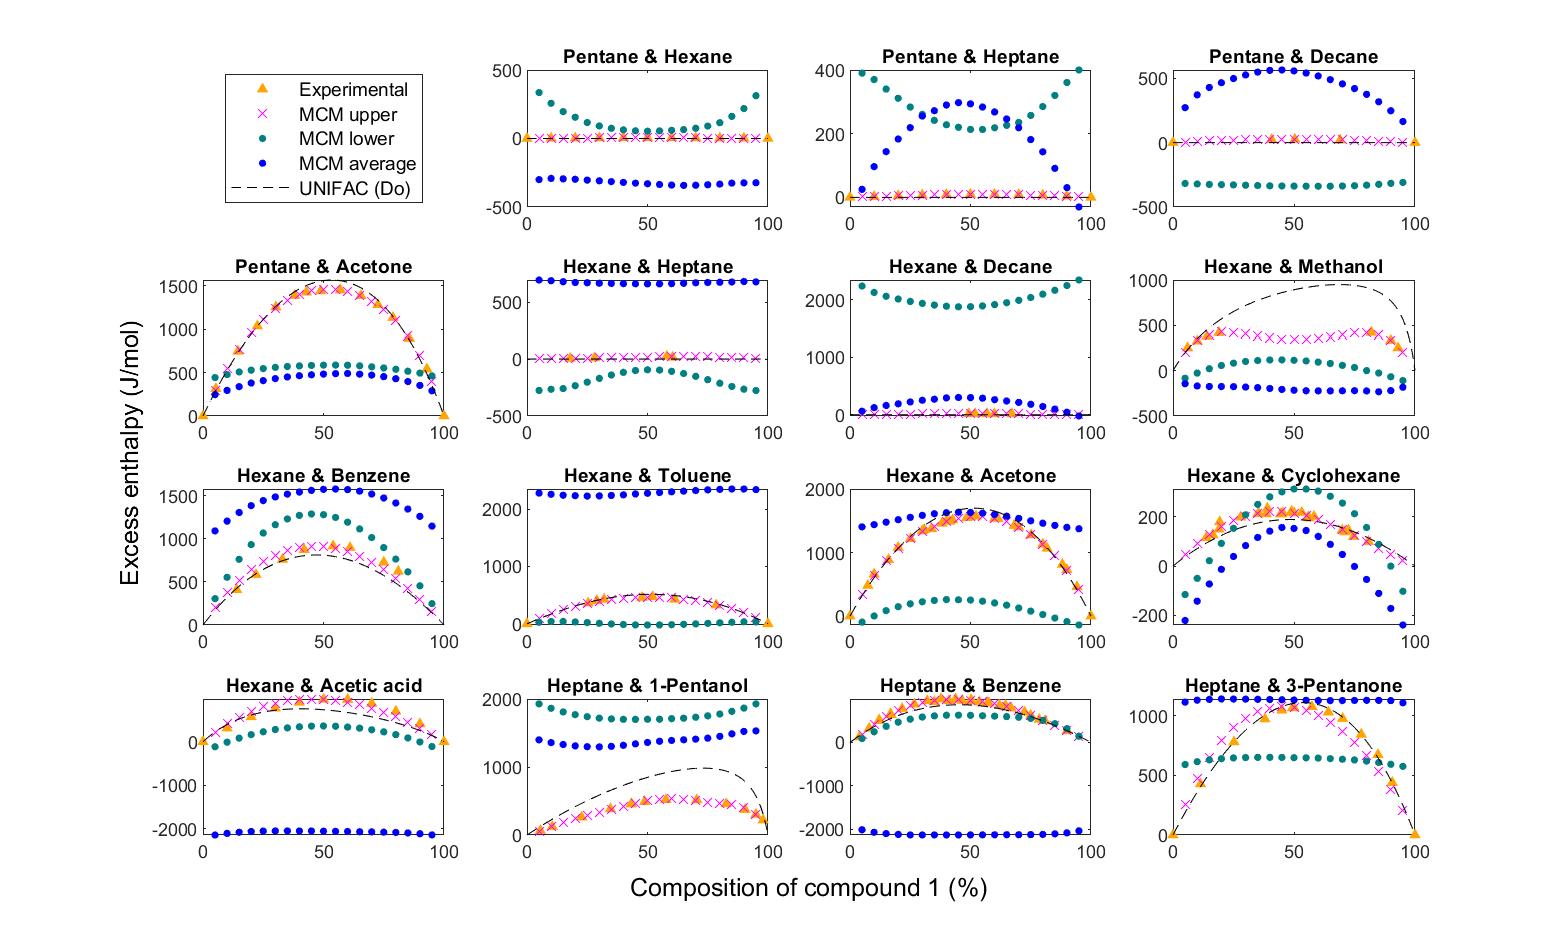 Experimental
MCM upper
MCM lower
MCM average
UNIFAC (Do)
Pentane & Hexane
500
0
-500
0 50 100
Pentane & Heptane
400
200
0
0 50 100
Pentane & Decane
500
0
-500
0 50 100
Pentane & Acetone
1500
1000
500
0
0 50 100
Hexane & Heptane
500
0
-500
0 50 100
Hexane & Decane
2000
1000
0
0 50 100
Hexane & Methanol
1000
500
0
-500
0 50 100
Hexane & Benzene
1500
1000
500
0
0 50 100
Hexane & Toluene
2000
1000
0
0 50 100
Hexane & Acetone
2000
1000
0
0 50 100
Hexane & Cyclohexane
200
0
-200
0 50 100
Hexane & Acetic acid
0
-1000
-2000
0 50 100
Heptane & 1-Pentanol
2000
1000
0
0 50 100
Heptane & Benzene
0
-1000
-2000
0 50 100
Heptane & 3-Pentanone
1000
500
0
0 50 100
Excess enthalpy (J/mol)
Composition of compound 1 (%)